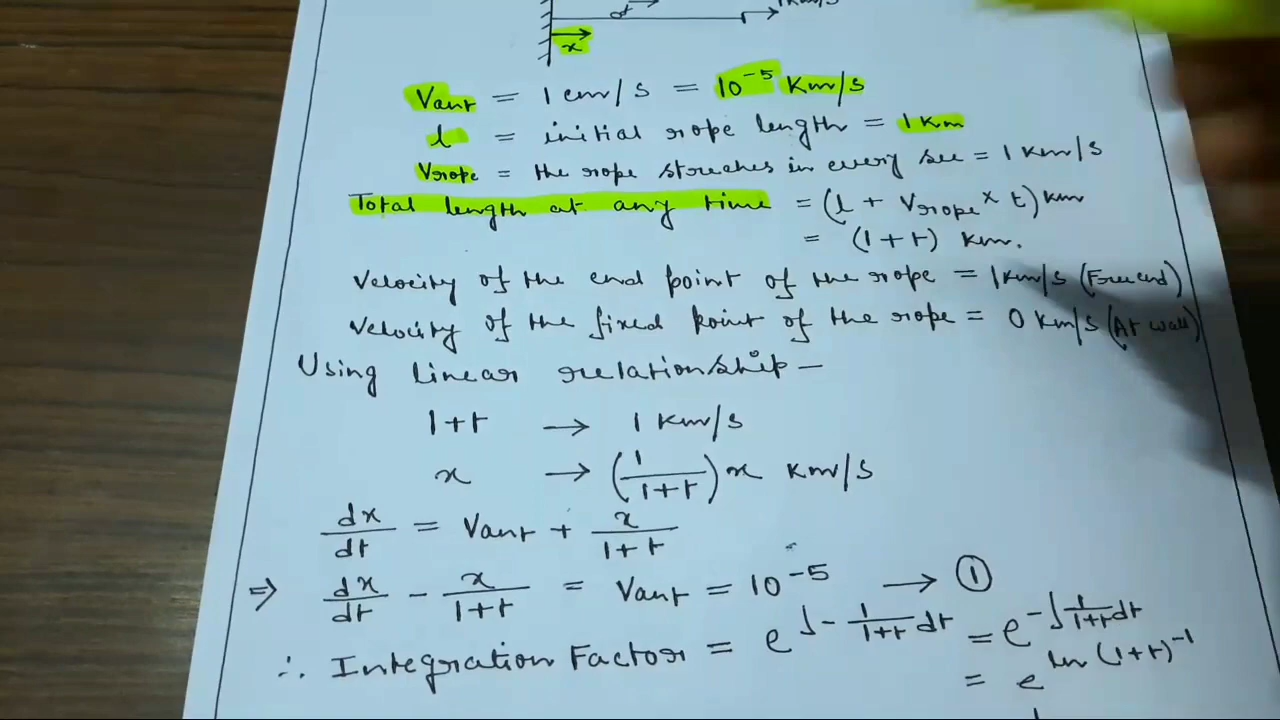 x
Vant = 1 cm/s = 10⁻⁵ Km/s
l = initial rope length = 1 Km
Vrope = the rope streaches in every sec = 1 Km/s
Total length at any time = (l + Vrope × t) km
= (1+t) Km.
Velocity of the end point of the rope = 1 Km/s (Free end)
Velocity of the fixed point of the rope = 0 Km/s (At wall)
Using linear relationship –
1+t → 1 Km/s
x → (1/(1+t)) x Km/s
dx/dt = Vant + x/(1+t)
⇒ dx/dt - x/(1+t) = Vant = 10⁻⁵ → ①
∴ Integration Factor = e^∫-1/(1+t) dt = e^-∫1/(1+t) dt
= e^ln(1+t)⁻¹